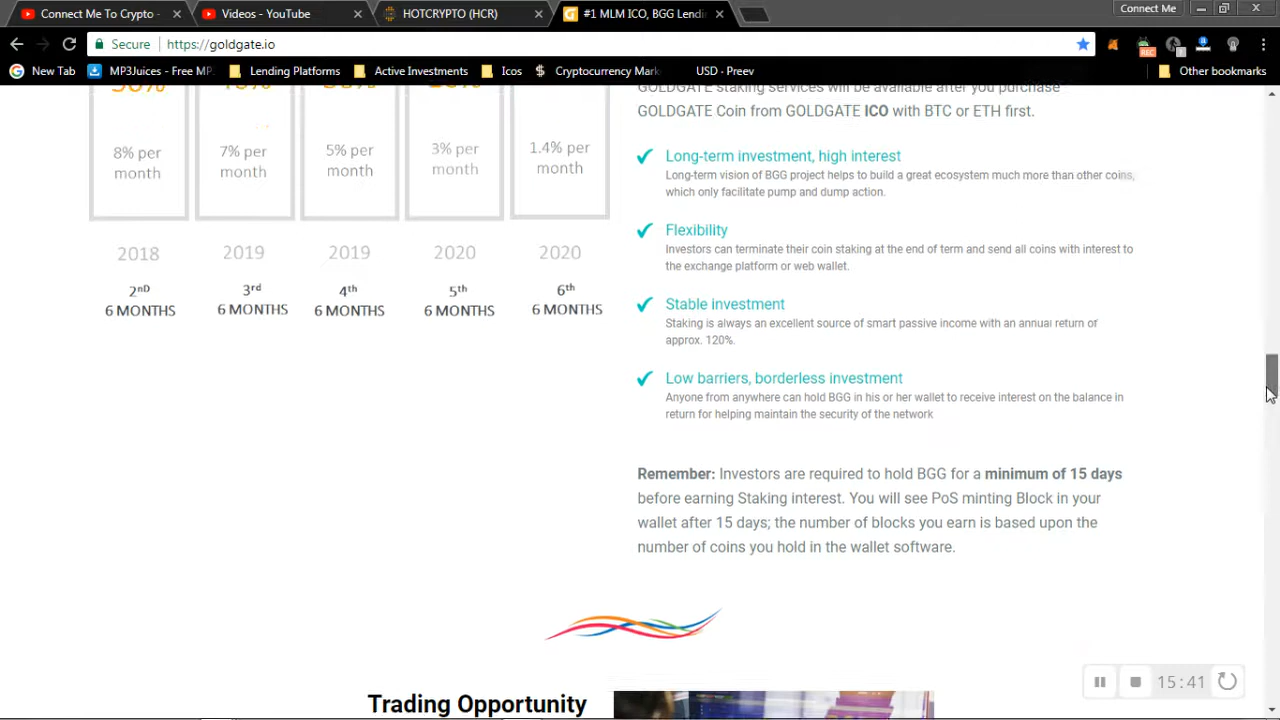 Connect Me To Crypto -
Videos - YouTube
HOTCRYPTO (HCR)
#1 MLM ICO, BGG Lendi
Connect Me
Secure
https://goldgate.io
REC
1
New Tab
MP3Juices - Free MP
Lending Platforms
Active Investments
Icos
Cryptocurrency Mark
USD · Preev
Other bookmarks
8% per month
7% per month
5% per month
3% per month
1.4% per month
2018
2019
2019
2020
2020
2nD 6 MONTHS
3rd 6 MONTHS
4th 6 MONTHS
5th 6 MONTHS
6th 6 MONTHS
GOLDGATE staking services will be available after you purchase
GOLDGATE Coin from GOLDGATE ICO with BTC or ETH first.
Long-term investment, high interest
Long-term vision of BGG project helps to build a great ecosystem much more than other coins,
which only facilitate pump and dump action.
Flexibility
Investors can terminate their coin staking at the end of term and send all coins with interest to
the exchange platform or web wallet.
Stable investment
Staking is always an excellent source of smart passive income with an annual return of
approx. 120%.
Low barriers, borderless investment
Anyone from anywhere can hold BGG in his or her wallet to receive interest on the balance in
return for helping maintain the security of the network
Remember: Investors are required to hold BGG for a minimum of 15 days
before earning Staking interest. You will see PoS minting Block in your
wallet after 15 days; the number of blocks you earn is based upon the
number of coins you hold in the wallet software.
15:41
Trading Opportunity